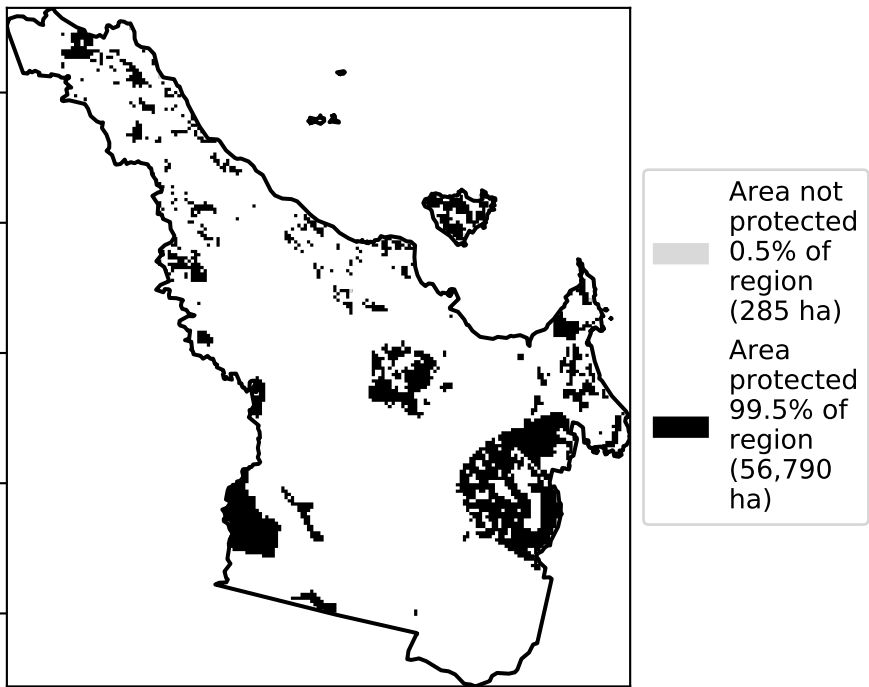 Area not
protected
0.5% of
region
(285 ha)
Area
protected
99.5% of
region
(56,790
ha)